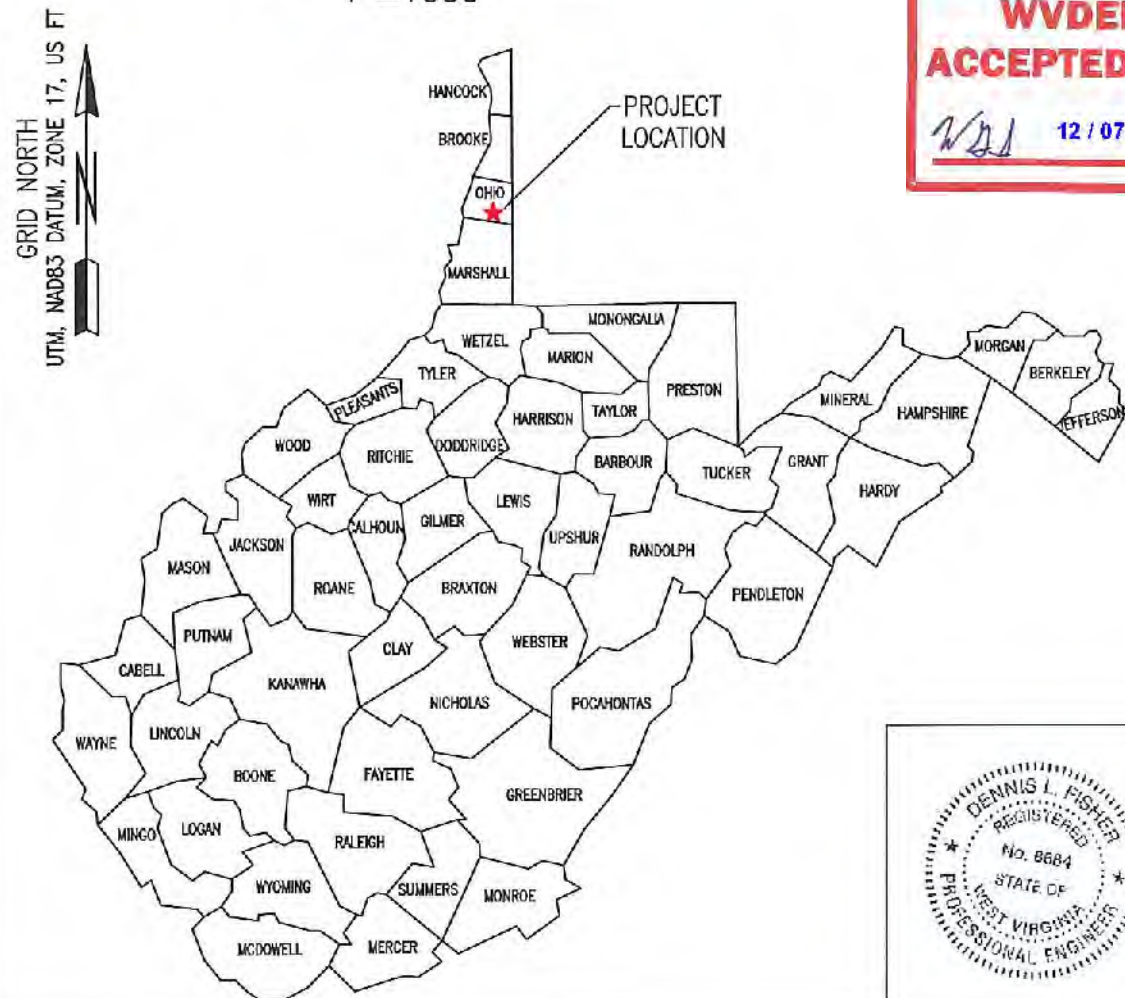 GRID NORTH
UTM, NAD83 DATUM, ZONE 17, US FT
N
WVDEP
ACCEPTED
12 / 07
PROJECT
LOCATION
HANCOCK
BROOKE
OHIO
MARSHALL
WETZEL
MONONGALIA
MARION
TYLER
PLEASANTS
PRESTON
MORGAN
BERKELEY
JEFFERSON
MINERAL
HAMPSHIRE
HARRISON
TAYLOR
WOOD
RITCHIE
DODDRIDGE
BARBOUR
TUCKER
GRANT
HARDY
WIRT
LEWIS
CALHOUN
GILMER
UPSHUR
RANDOLPH
JACKSON
MASON
ROANE
BRAXTON
PENDLETON
PUTNAM
CLAY
WEBSTER
CABELL
KANAWHA
NICHOLAS
POCAHONTAS
WAYNE
LINCOLN
BOONE
FAYETTE
GREENBRIER
MINGO
LOGAN
RALEIGH
WYOMING
SUMMERS
MONROE
MCDOWELL
MERCER
DENNIS L. FISHER
REGISTERED
No. 8684
STATE OF
WEST VIRGINIA
PROFESSIONAL ENGINEER